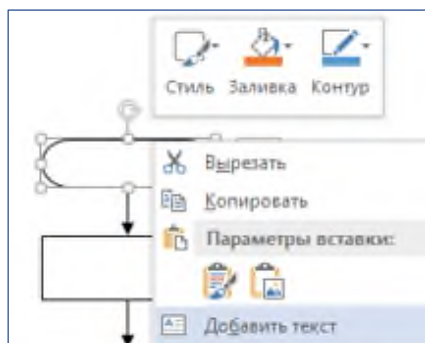 Стиль Заливка Контур
Вырезать
Копировать
Параметры вставки:
Добавить текст